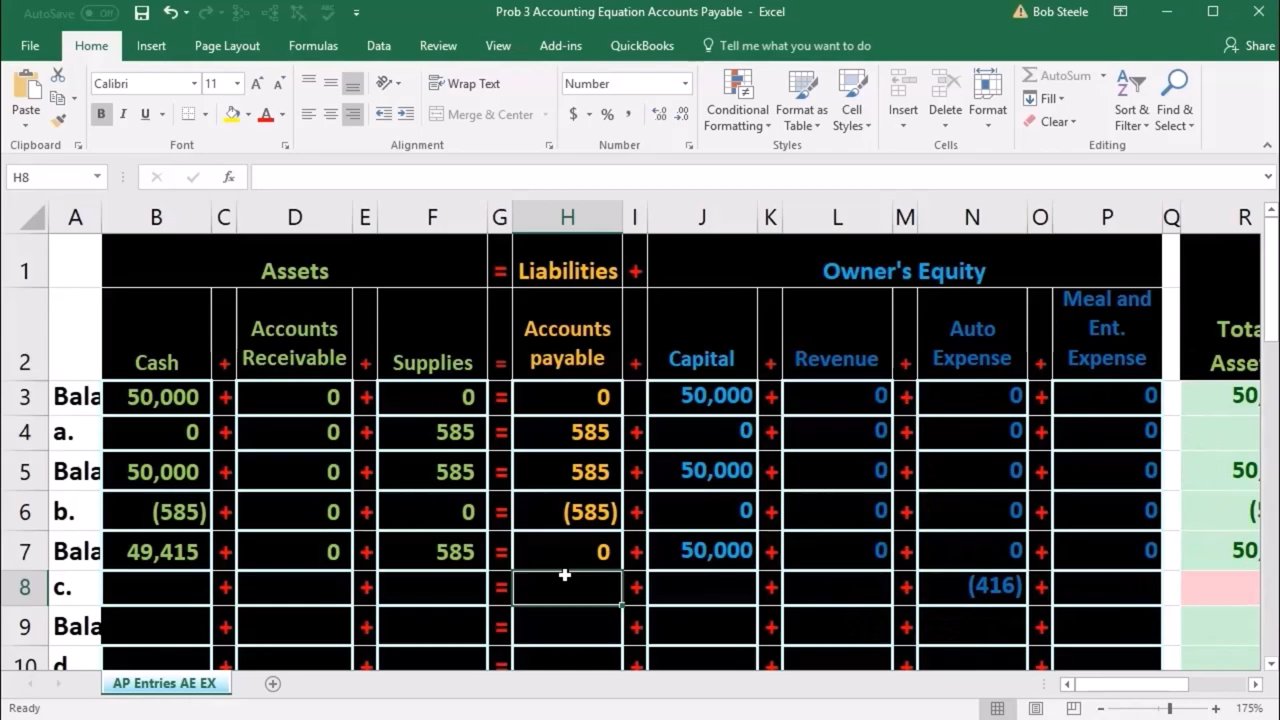 AutoSave Off
Prob 3 Accounting Equation Accounts Payable - Excel
Bob Steele
File Home Insert Page Layout Formulas Data Review View Add-ins QuickBooks Tell me what you want to do Share
Paste
Calibri 11
Wrap Text
Merge & Center
Number
$ % ,
Conditional Formatting
Format as Table
Cell Styles
Insert
Delete
Format
AutoSum
Fill
Clear
Sort & Filter
Find & Select
Clipboard Font Alignment Number Styles Cells Editing
H8 fx
A B C D E F G H I J K L M N O P Q R
1 Assets = Liabilities + Owner's Equity
2 Cash + Accounts Receivable + Supplies = Accounts payable + Capital + Revenue + Auto Expense + Meal and Ent. Expense Tota Asse
3 Bala 50,000 + 0 + 0 = 0 50,000 + 0 + 0 + 0 50,
4 a. 0 + 0 + 585 = 585 + 0 + 0 + 0 + 0
5 Bala 50,000 + 0 + 585 = 585 + 50,000 + 0 + 0 + 0 50,
6 b. (585) + 0 + 0 = (585) + 0 + 0 + 0 + 0 (5
7 Bala 49,415 + 0 + 585 = 0 + 50,000 + 0 + 0 + 0 50,
8 c. + + = + + + (416) +
9 Bala + + = + + + +
10 d + + = + + + +
AP Entries AE EX
Ready 175%